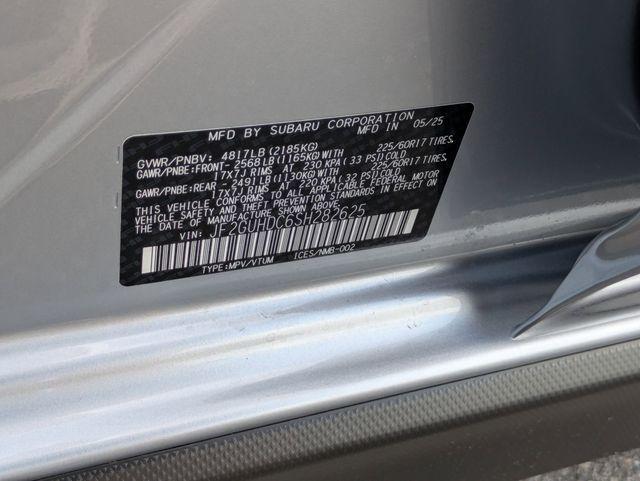 MFD BY SUBARU CORPORATION 05/25
GVWR/PNBV: 4817LB (2185KG)
GAWR/PNBE: FRONT- 2568LB (1165KG) WITH 225/60R17 TIRES.
17X7J RIMS AT 230 KPA (33 PSI) COLD
GAWR/PNBE: REAR - 2491LB (1130KG) WITH 225/60R17 TIRES.
17X7J RIMS AT 220 KPA (32 PSI) COLD
THIS VEHICLE CONFORMS TO ALL APPLICABLE FEDERAL MOTOR
VEHICLE SAFETY, BUMPER, AND THEFT PREVENTION STANDARDS
IN EFFECT ON THE DATE OF MANUFACTURE SHOWN ABOVE.
VIN: JF2GUHDC6SH282625
TYPE: MPV/VTUM ICES/NMB-002